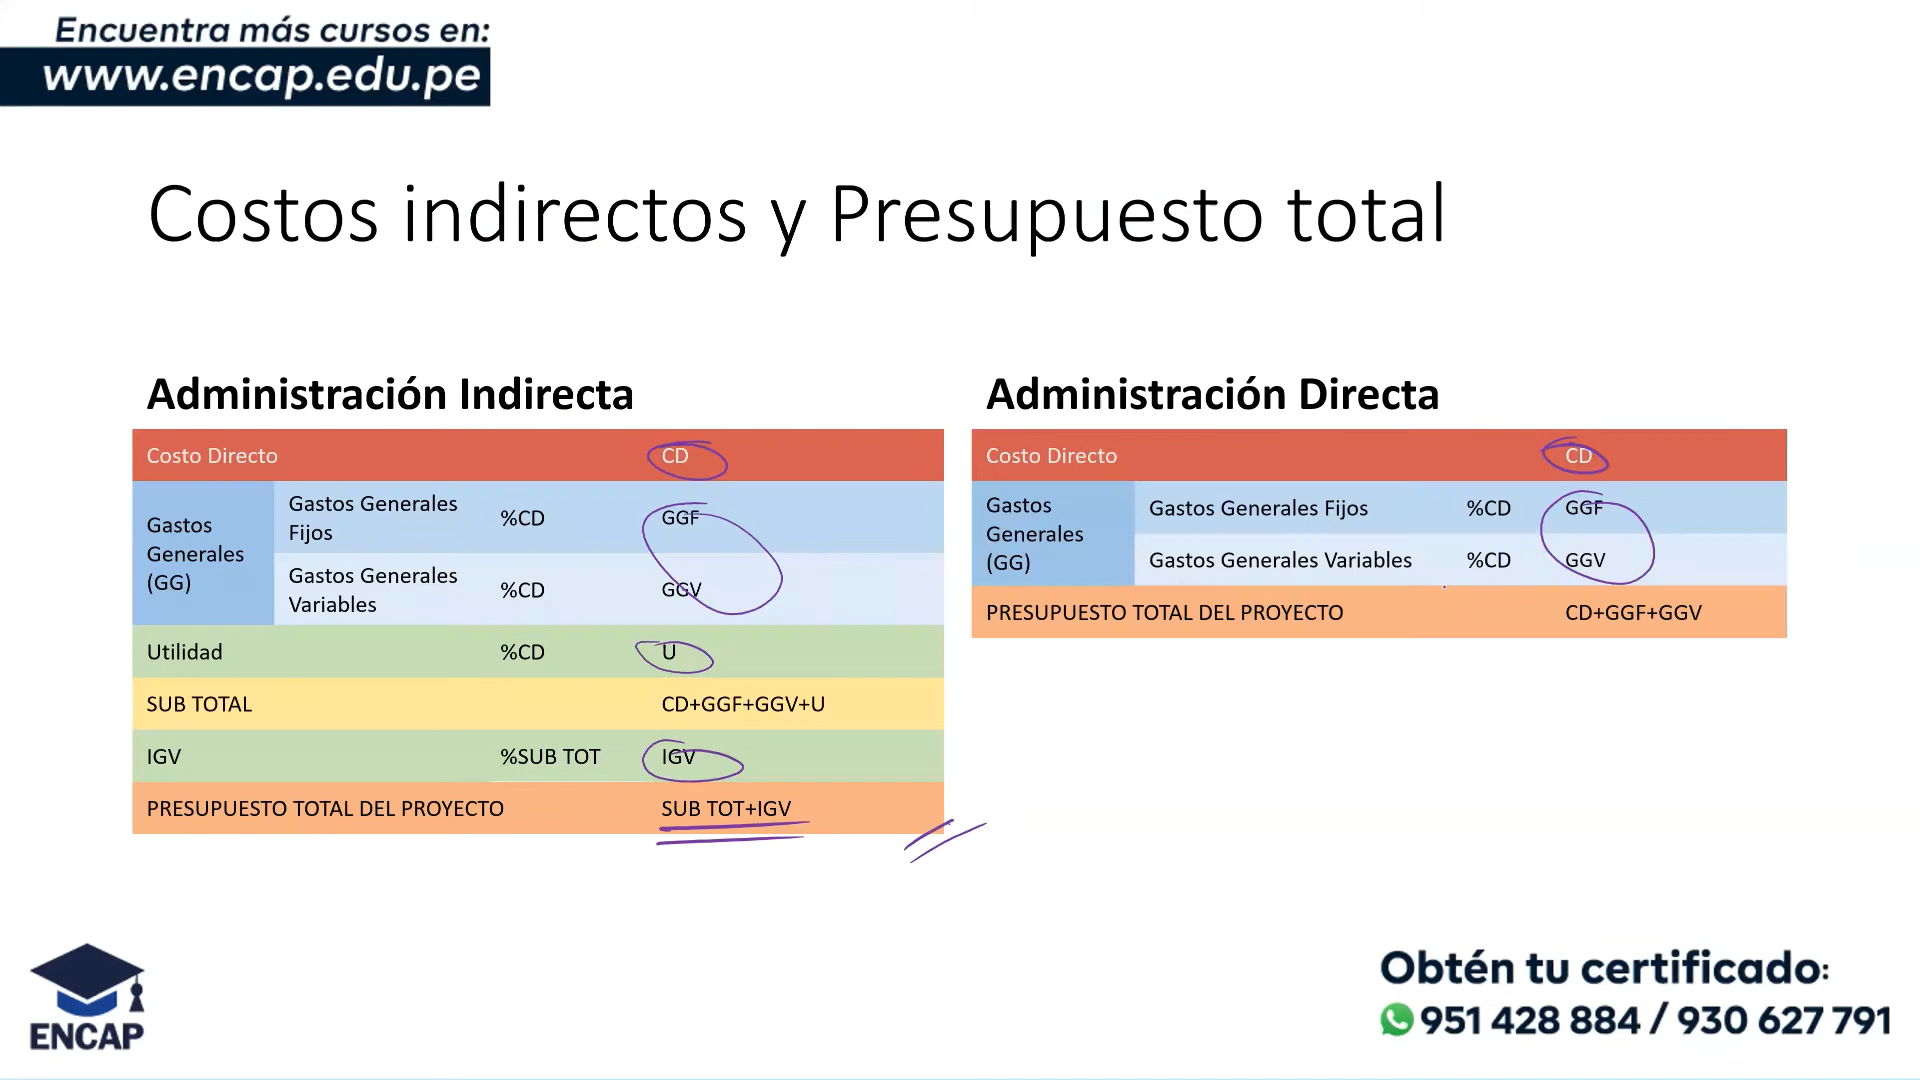 Encuentra más cursos en:
www.encap.edu.pe
Costos indirectos y Presupuesto total
Administración Indirecta
Costo Directo CD
Gastos Generales (GG)
Gastos Generales Fijos %CD GGF
Gastos Generales Variables %CD GGV
Utilidad %CD U
SUB TOTAL CD+GGF+GGV+U
IGV %SUB TOT IGV
PRESUPUESTO TOTAL DEL PROYECTO SUB TOT+IGV
Administración Directa
Costo Directo CD
Gastos Generales (GG)
Gastos Generales Fijos %CD GGF
Gastos Generales Variables %CD GGV
PRESUPUESTO TOTAL DEL PROYECTO CD+GGF+GGV
ENCAP
Obtén tu certificado:
951 428 884 / 930 627 791